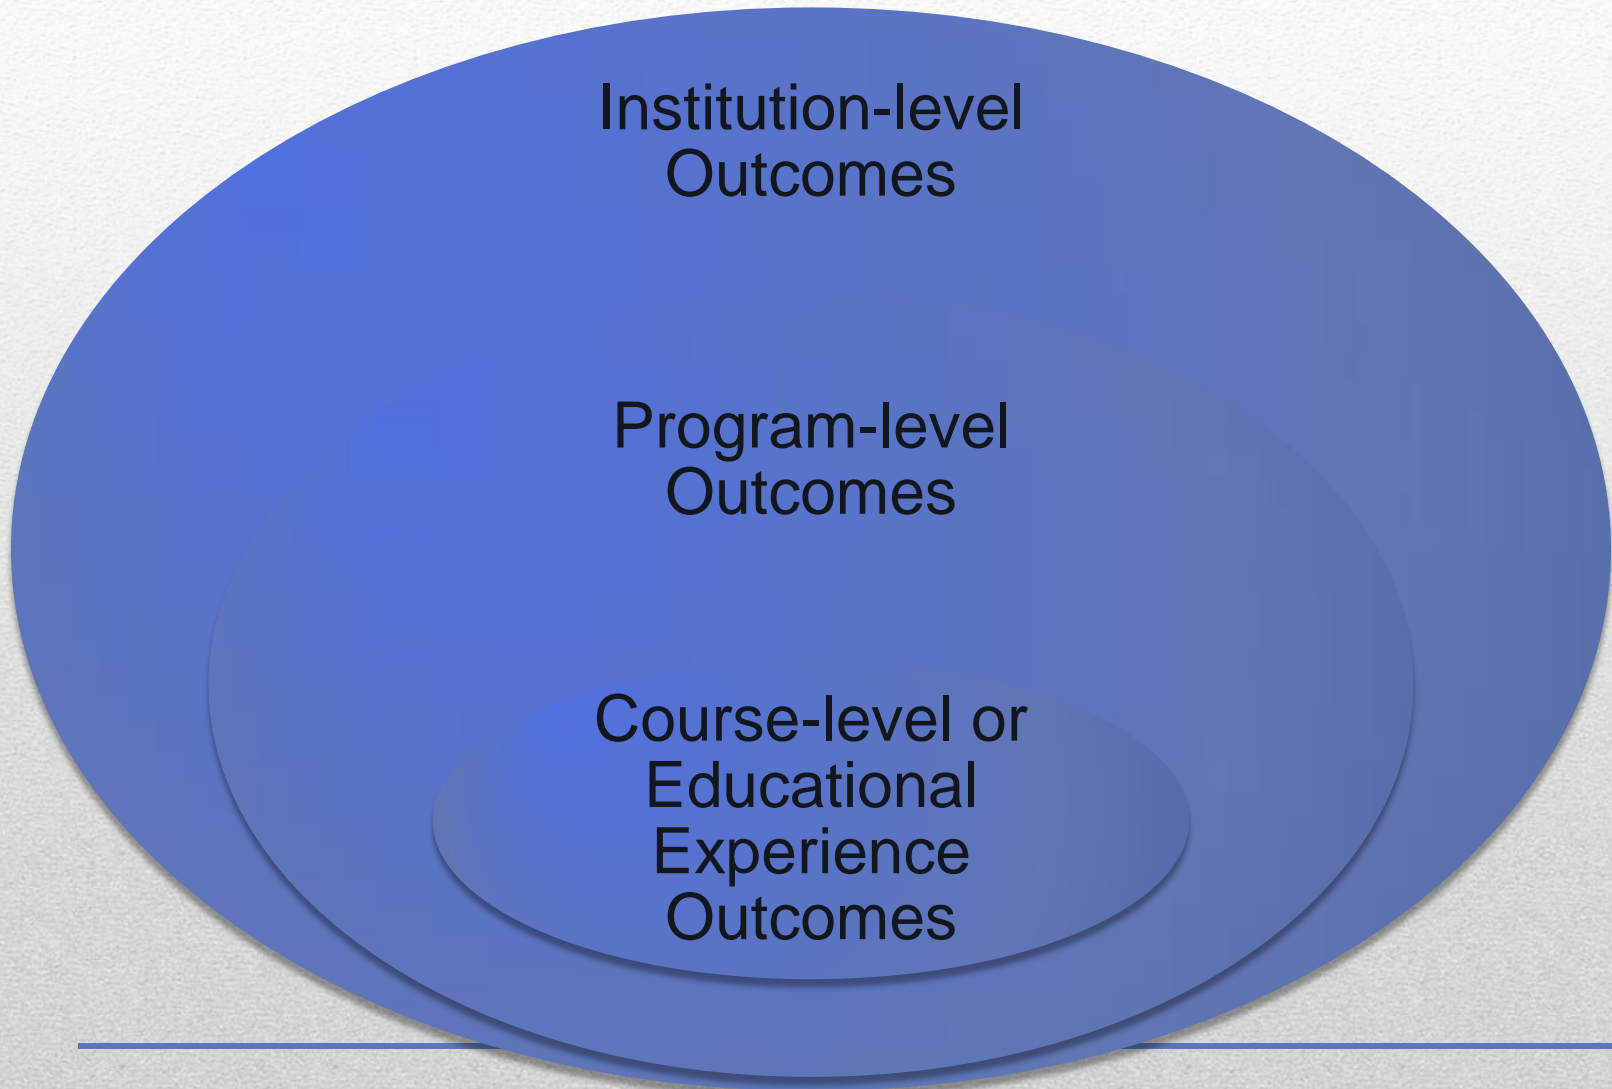 Institution-level
Outcomes
Program-level
Outcomes
Course-level or
Educational
Experience
Outcomes